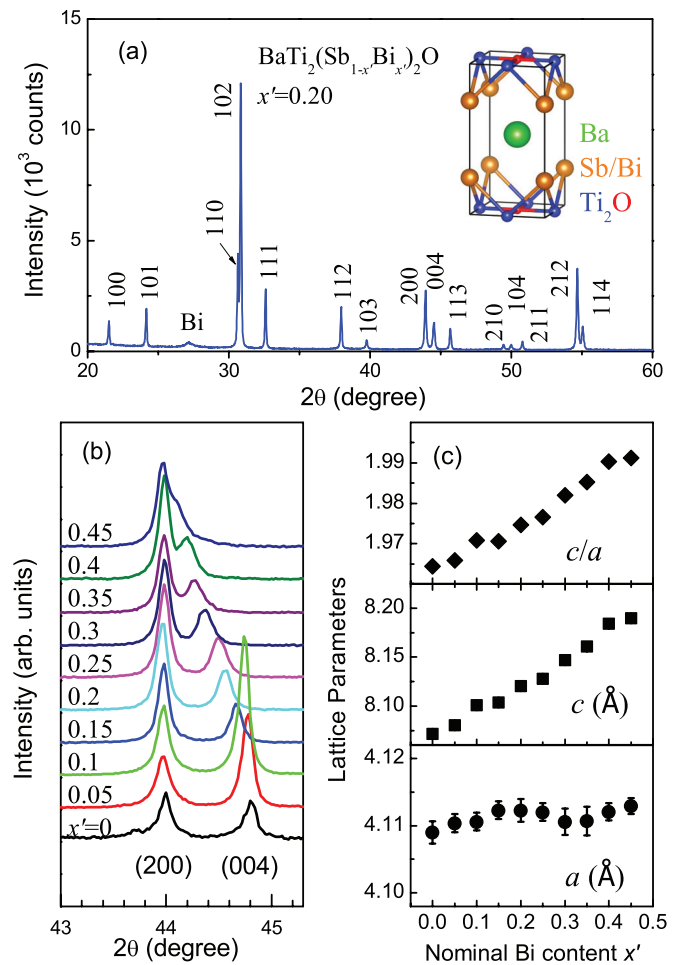 (a)
BaTi₂(Sb₁₋ₓ′Biₓ′)₂O
x′=0.20
Intensity (10³ counts)
15
10
5
0
100
101
Bi
110
102
111
112
103
200
004
113
210
104
211
212
114
Ba
Sb/Bi
Ti₂O
20
30
40
50
60
2θ (degree)
(b)
Intensity (arb. units)
0.45
0.4
0.35
0.3
0.25
0.2
0.15
0.1
0.05
x′=0
(200)
(004)
43
44
45
2θ (degree)
(c)
Lattice Parameters
1.99
1.98
1.97
c/a
8.20
8.15
8.10
c (Å)
4.12
4.11
4.10
a (Å)
0.0
0.1
0.2
0.3
0.4
0.5
Nominal Bi content x′